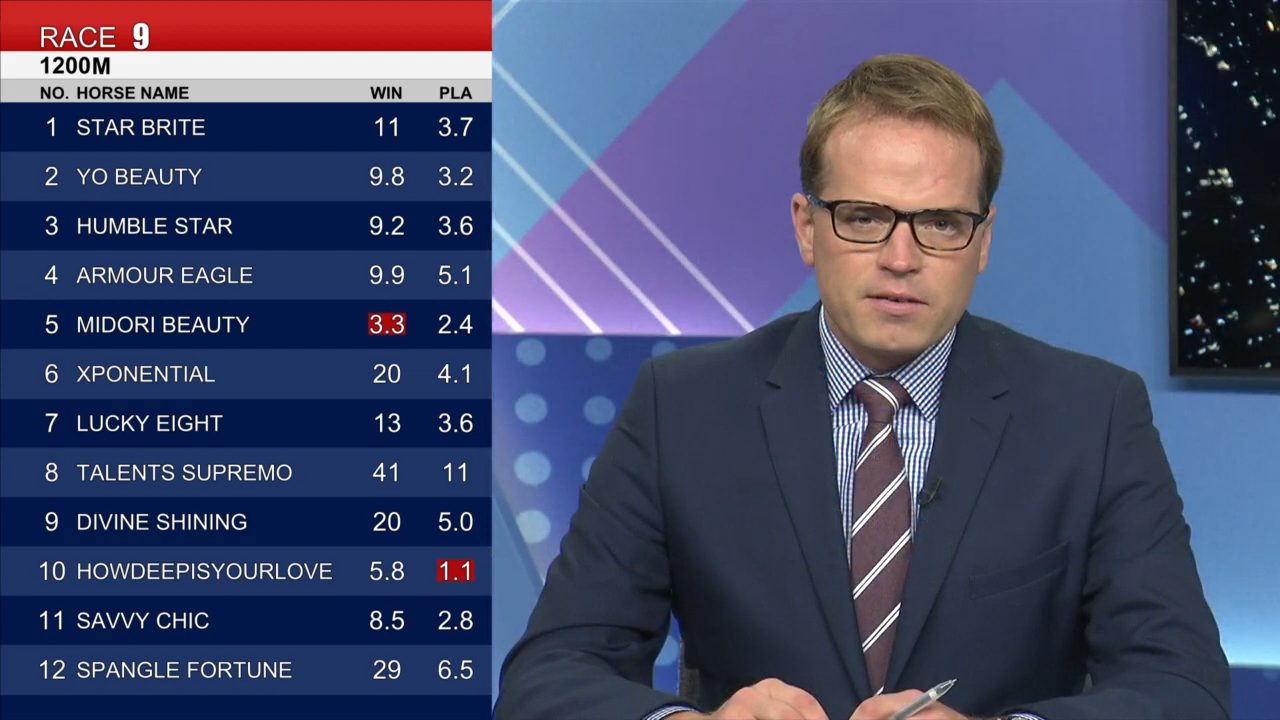 RACE 9
1200M
NO. HORSE NAME WIN PLA
1 STAR BRITE 11 3.7
2 YO BEAUTY 9.8 3.2
3 HUMBLE STAR 9.2 3.6
4 ARMOUR EAGLE 9.9 5.1
5 MIDORI BEAUTY 3.3 2.4
6 XPONENTIAL 20 4.1
7 LUCKY EIGHT 13 3.6
8 TALENTS SUPREMO 41 11
9 DIVINE SHINING 20 5.0
10 HOWDEEPISYOURLOVE 5.8 1.1
11 SAVVY CHIC 8.5 2.8
12 SPANGLE FORTUNE 29 6.5